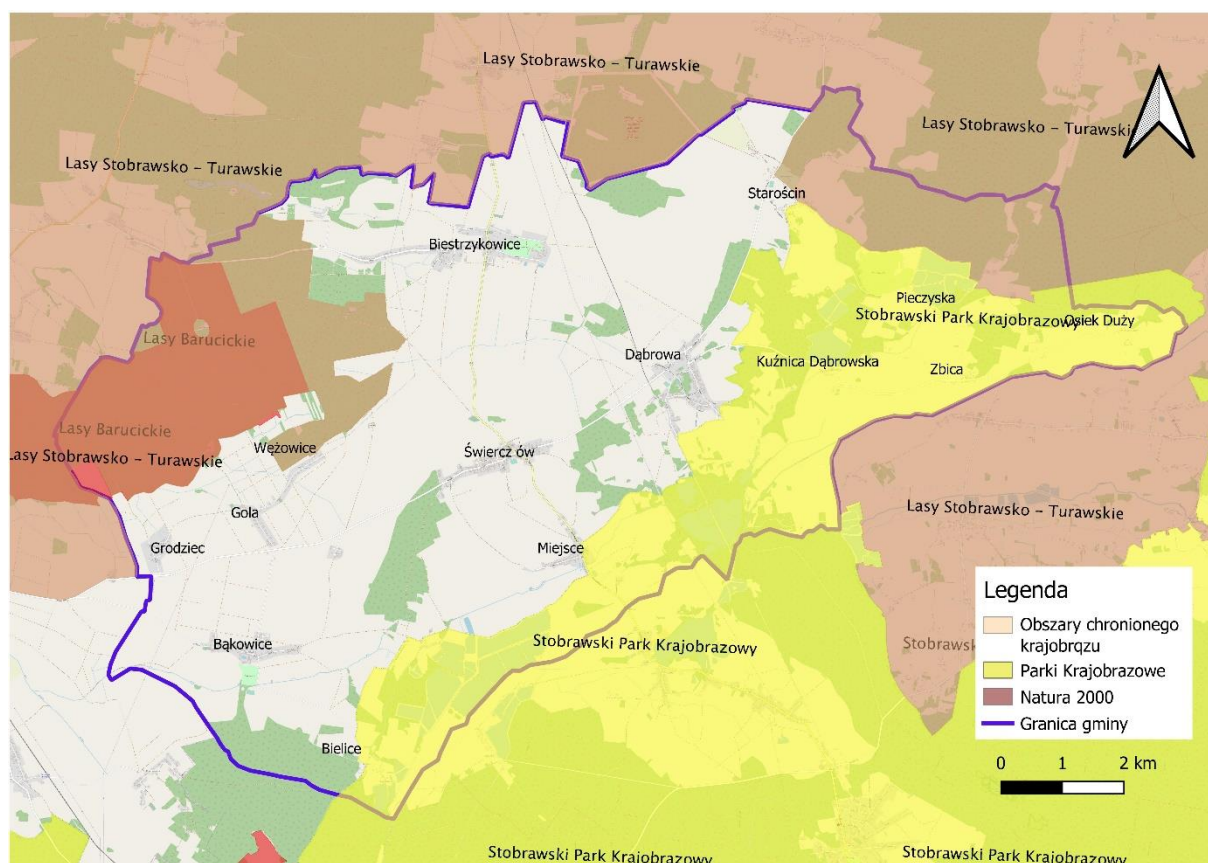 Lasy Stobrawsko - Turawskie
Lasy Stobrawsko - Turawski
Lasy Stobrawsko - Turawskie
Starościn
Biestrzykowice
Pieczyska
Stobrawski Park Krajobrazowy
Osiek Duży
Lasy Barucickie
Dąbrowa
Kuźnica Dąbrowska
Zbica
Lasy Barucickie
Wężowice
Świercz ów
Lasy Stobrawsko - Turawskie
Gola
Lasy Stobrawsko - Turawskie
Grodziec
Miejsce
Legenda
Obszary chronionego
krajobrązu
Parki Krajobrazowe
Natura 2000
Granica gminy
Stobrawski Park Krajobrazowy
Stobrawsk
Bąkowice
Bielice
0 1 2 km
Stobrawski Park Krajobrazowy
Stobrawski Park Krajobrazowy